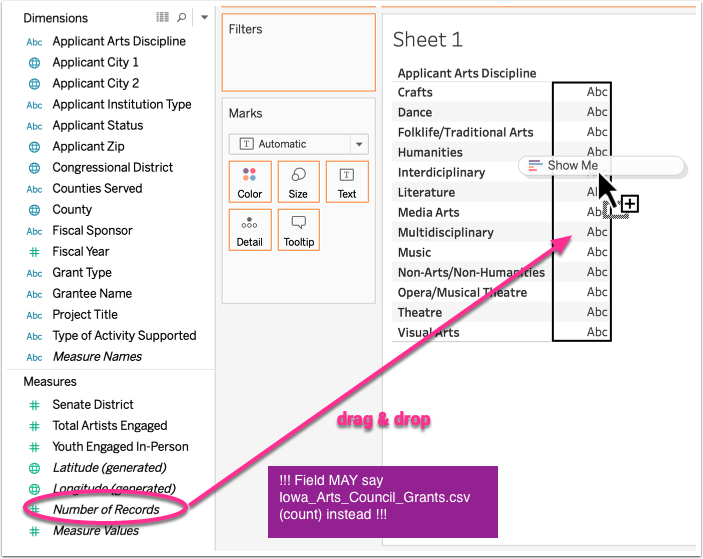 Dimensions
Abc Applicant Arts Discipline
Applicant City 1
Applicant City 2
Abc Applicant Institution Type
Abc Applicant Status
Applicant Zip
Congressional District
Abc Counties Served
County
Abc Fiscal Sponsor
Fiscal Year
Abc Grant Type
Abc Grantee Name
Abc Project Title
Abc Type of Activity Supported
Abc Measure Names
Measures
Senate District
Total Artists Engaged
Youth Engaged In-Person
Latitude (generated)
Longitude (generated)
Number of Records
Measure Values
Filters
Marks
T Automatic
Color
Size
T Text
Detail
Tooltip
Sheet 1
Applicant Arts Discipline
Crafts Abc
Dance Abc
Folklife/Traditional Arts Abc
Humanities Abc
Show Me
Interdiciplinary
Literature
Media Arts
Multidisciplinary Abc
Music Abc
Non-Arts/Non-Humanities Abc
Opera/Musical Theatre Abc
Theatre Abc
Visual Arts Abc
drag & drop
!!! Field MAY say
Iowa_Arts_Council_Grants.csv
(count) instead !!!